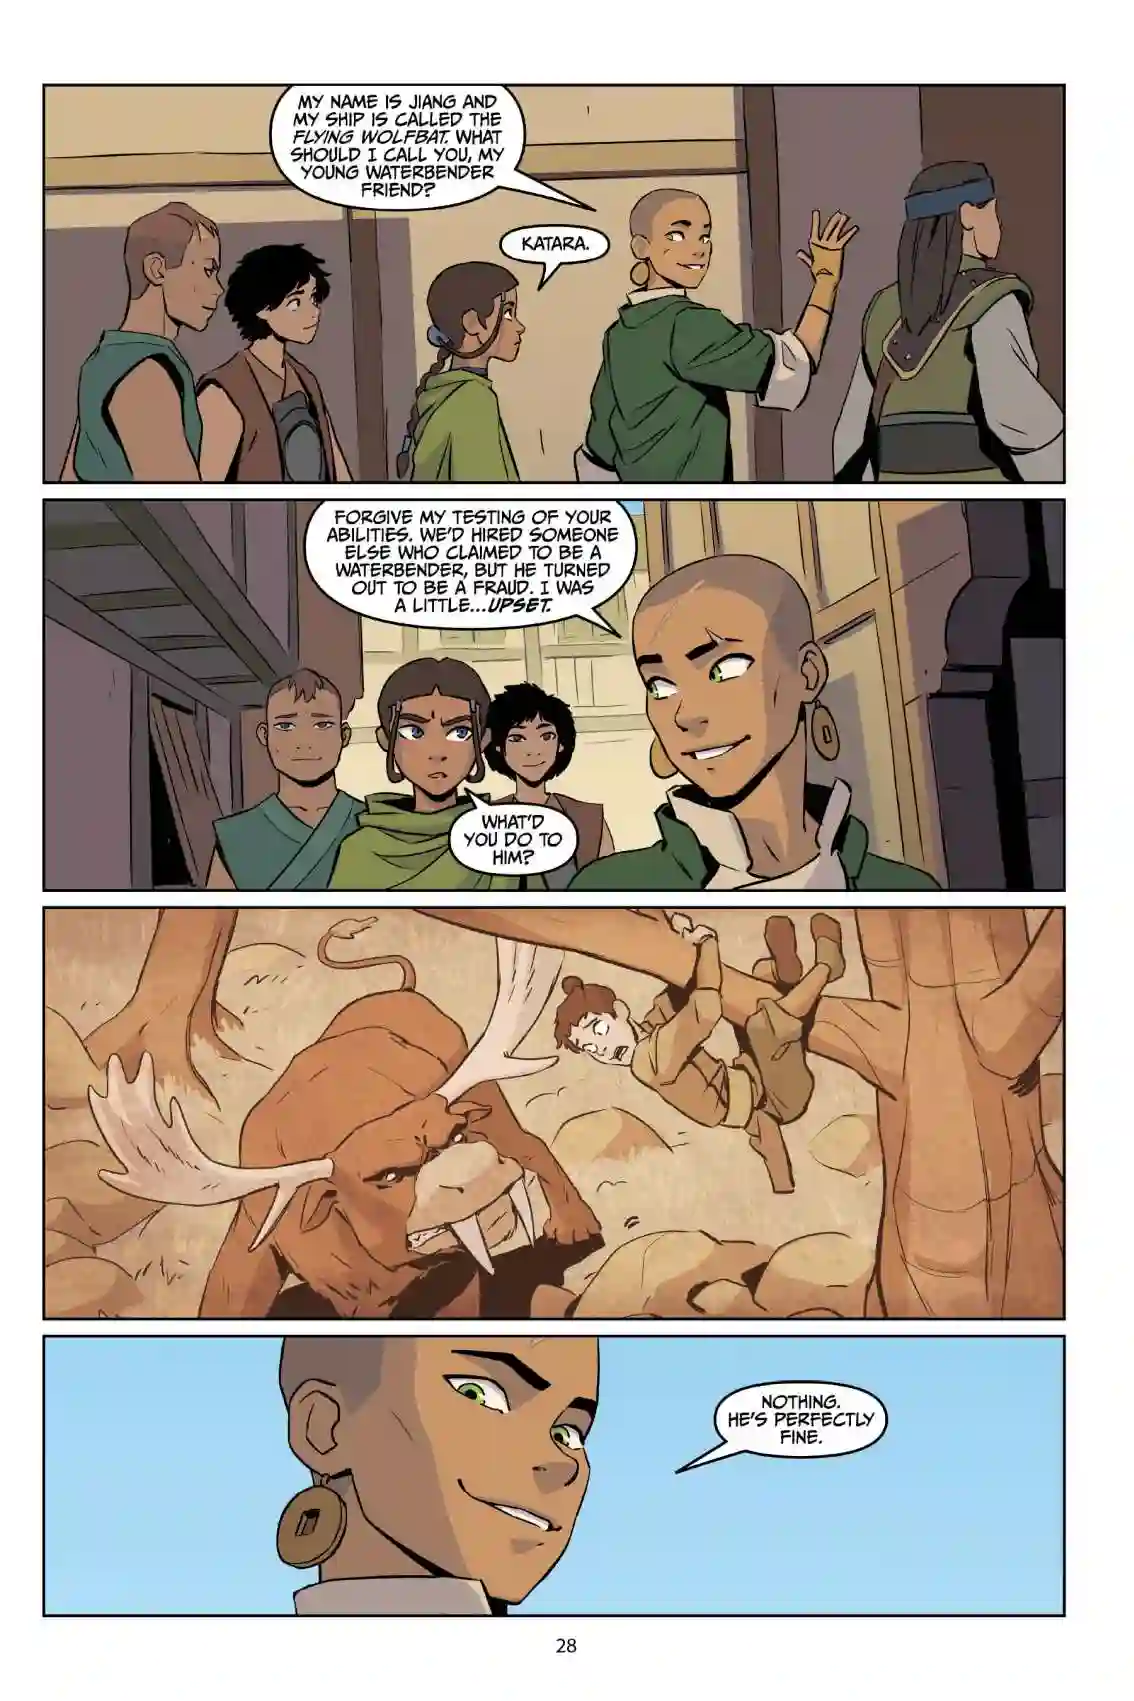 MY NAME IS JIANG AND
MY SHIP IS CALLED THE
FLYING WOLFBAT. WHAT
SHOULD I CALL YOU, MY
YOUNG WATERBENDER
FRIEND?
KATARA.
FORGIVE MY TESTING OF YOUR
ABILITIES. WE'D HIRED SOMEONE
ELSE WHO CLAIMED TO BE A
WATERBENDER, BUT HE TURNED
OUT TO BE A FRAUD. I WAS
A LITTLE...UPSET.
WHAT'D
YOU DO TO
HIM?
NOTHING.
HE'S PERFECTLY
FINE.
28